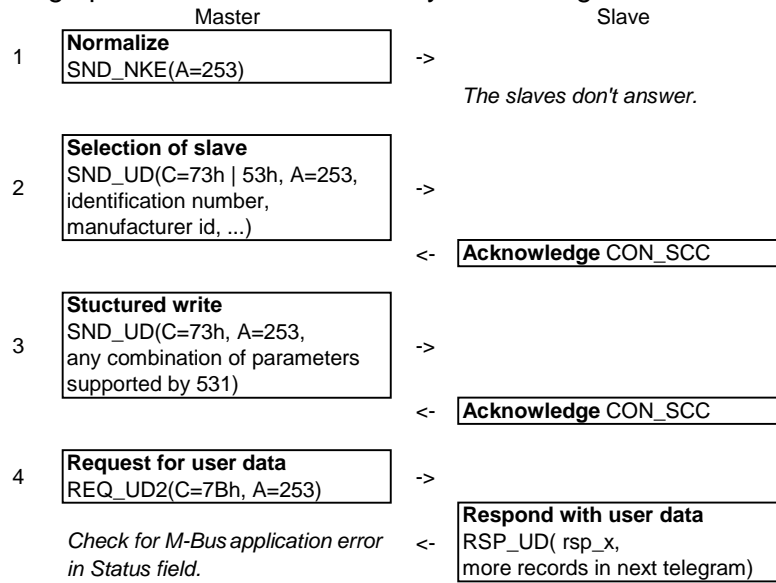 Master Slave
Normalize
1 SND_NKE(A=253) ->
The slaves don't answer.
Selection of slave
SND_UD(C=73h | 53h, A=253,
2 identification number, ->
manufacturer id, ...)
<- Acknowledge CON_SCC
Stuctured write
SND_UD(C=73h, A=253,
3 any combination of parameters ->
supported by 531)
<- Acknowledge CON_SCC
Request for user data
4 REQ_UD2(C=7Bh, A=253) ->
Respond with user data
Check for M-Bus application error <- RSP_UD( rsp_x,
in Status field. more records in next telegram)